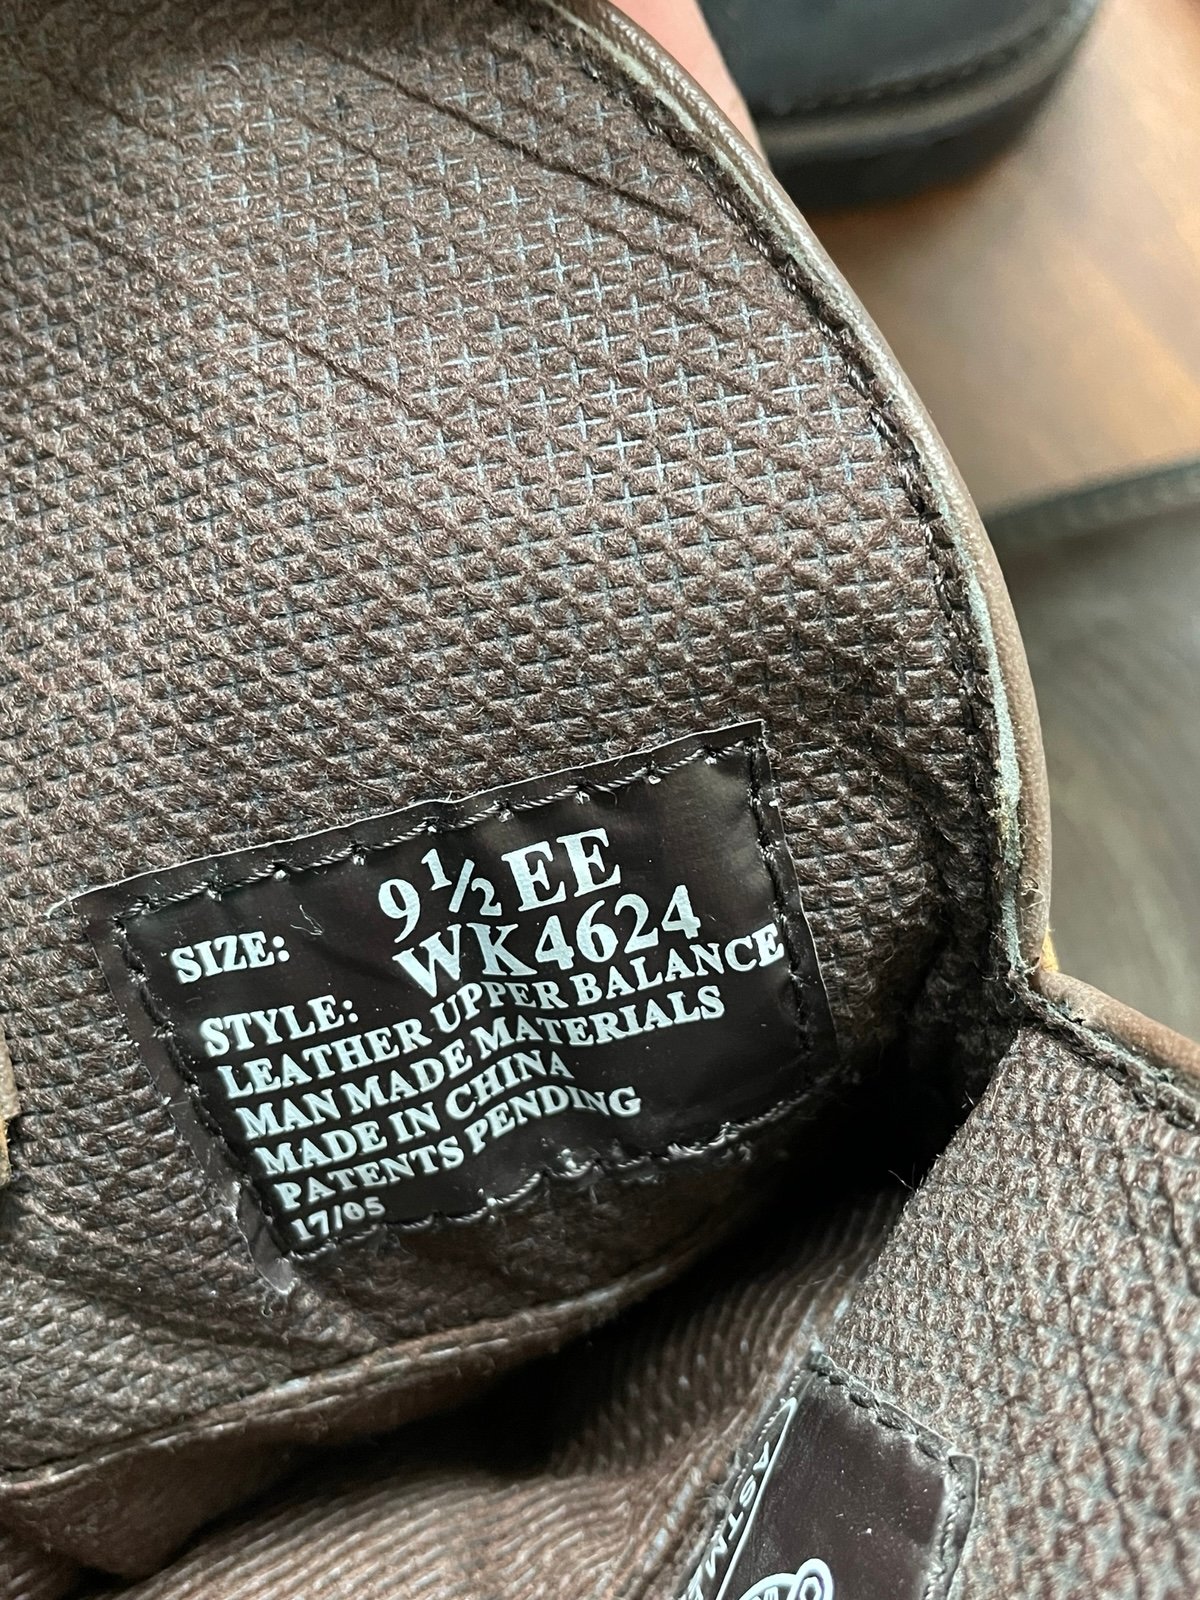 SIZE: 9 ½ EE
STYLE: WK4624
LEATHER UPPER BALANCE
MAN MADE MATERIALS
MADE IN CHINA
PATENTS PENDING
17/05
ASTM